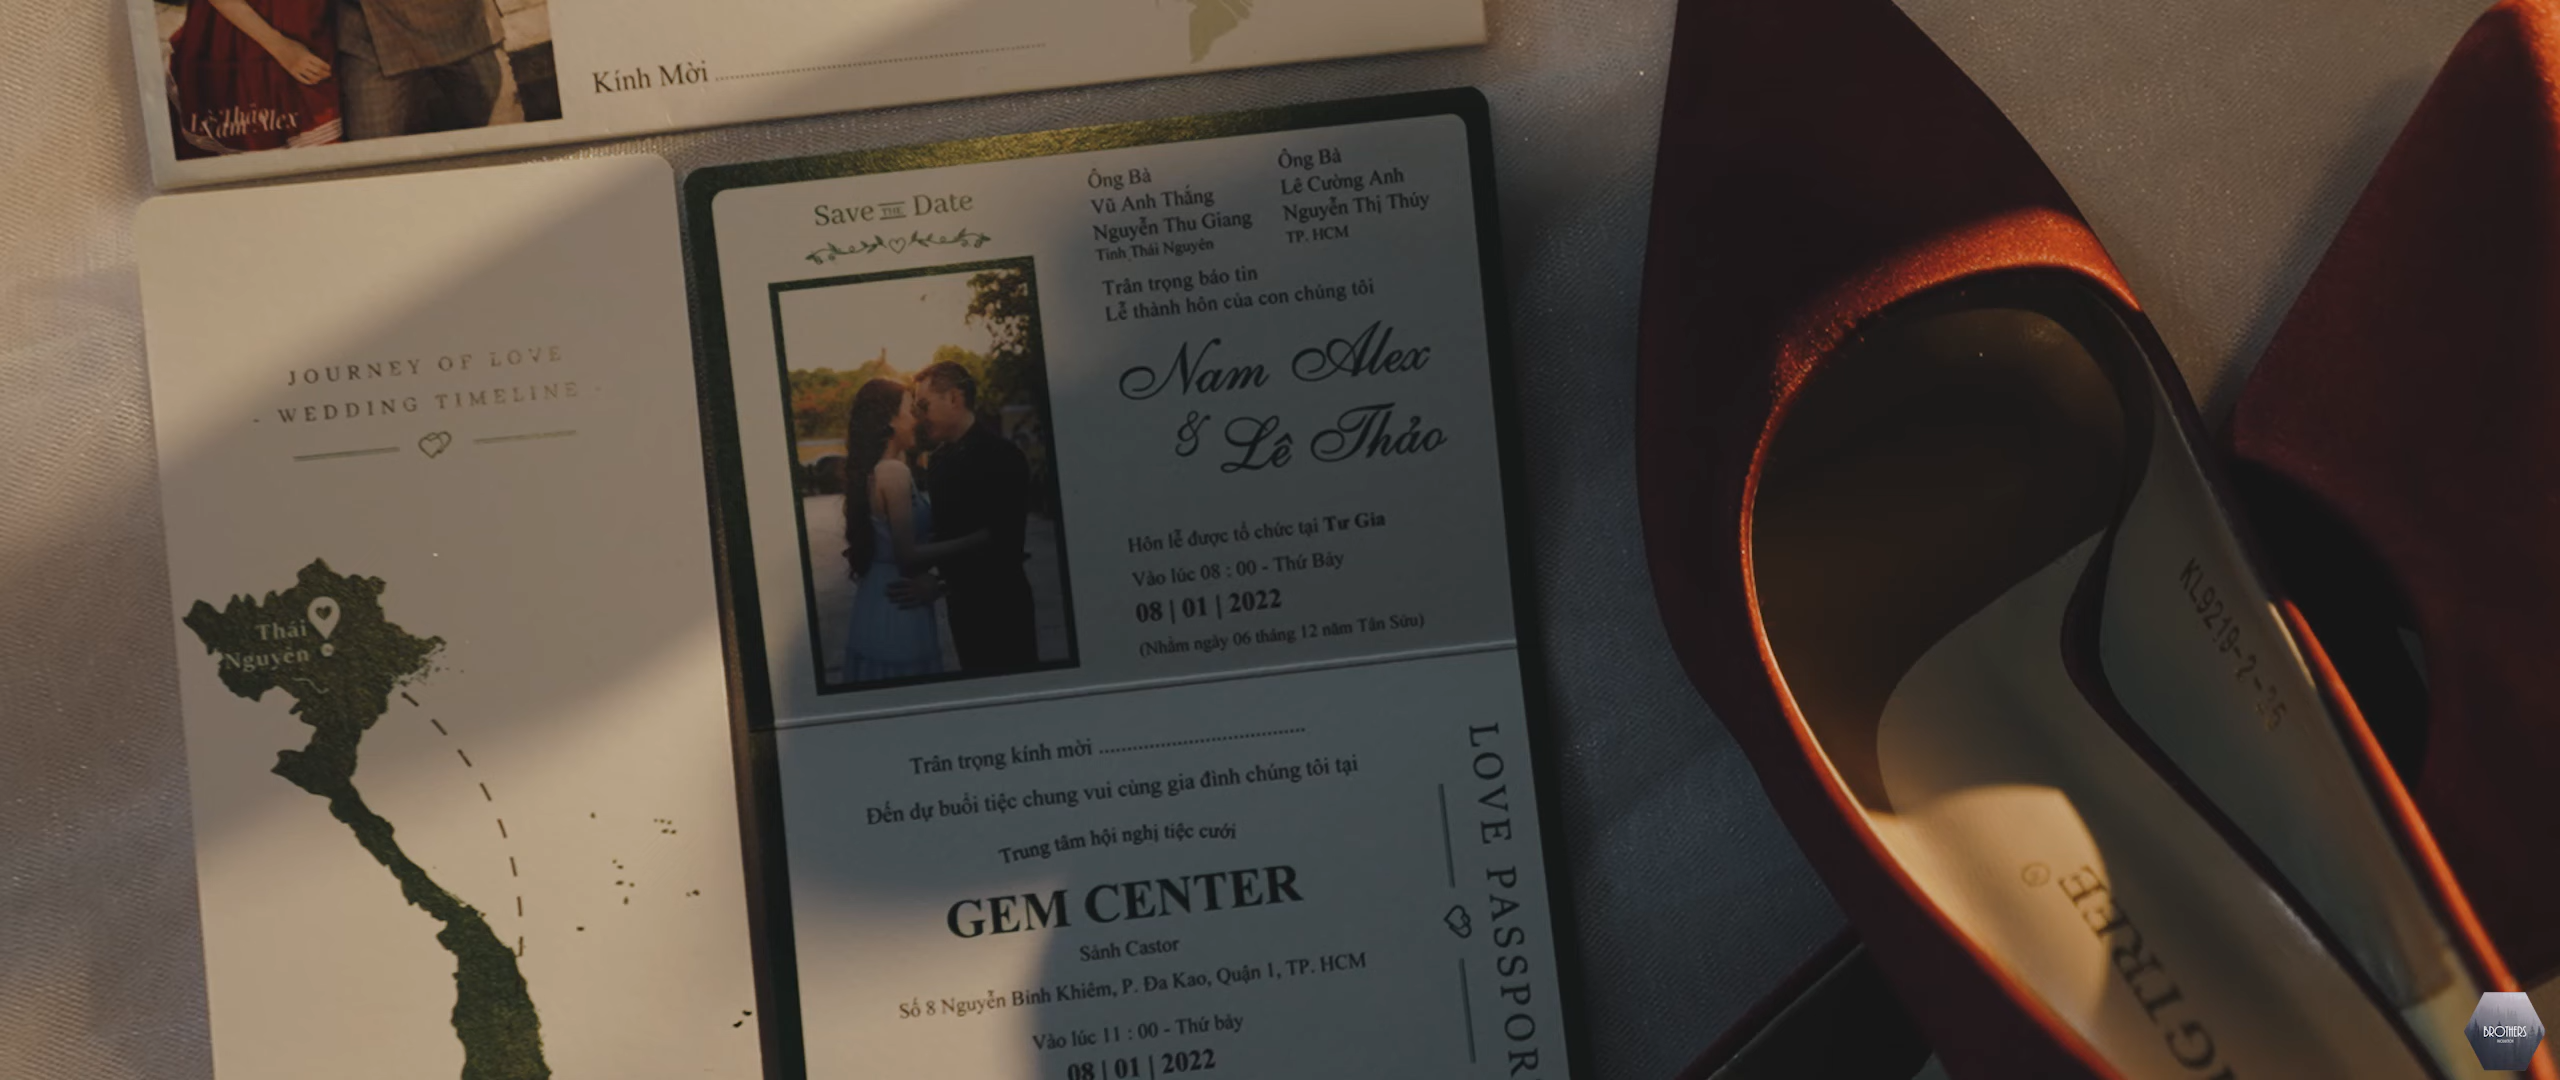 Kính Mời
Lê Thảo
Nam Alex
JOURNEY OF LOVE
- WEDDING TIMELINE -
Thái
Nguyên
Save THE Date
Ông Bà
Vũ Anh Thắng
Nguyễn Thu Giang
Tỉnh Thái Nguyên
Ông Bà
Lê Cường Anh
Nguyễn Thị Thúy
TP. HCM
Trân trọng báo tin
Lễ thành hôn của con chúng tôi
Nam Alex
& Lê Thảo
Hôn lễ được tổ chức tại Tư Gia
Vào lúc 08 : 00 - Thứ Bảy
08 | 01 | 2022
(Nhằm ngày 06 tháng 12 năm Tân Sửu)
Trân trọng kính mời
Đến dự buổi tiệc chung vui cùng gia đình chúng tôi tại
Trung tâm hội nghị tiệc cưới
GEM CENTER
Sảnh Castor
Số 8 Nguyễn Bỉnh Khiêm, P. Đa Kao, Quận 1, TP. HCM
Vào lúc 11 : 00 - Thứ bảy
08 | 01 | 2022
LOVE PASSPOR
KL9219-2-
NGTREE
BROTHERS